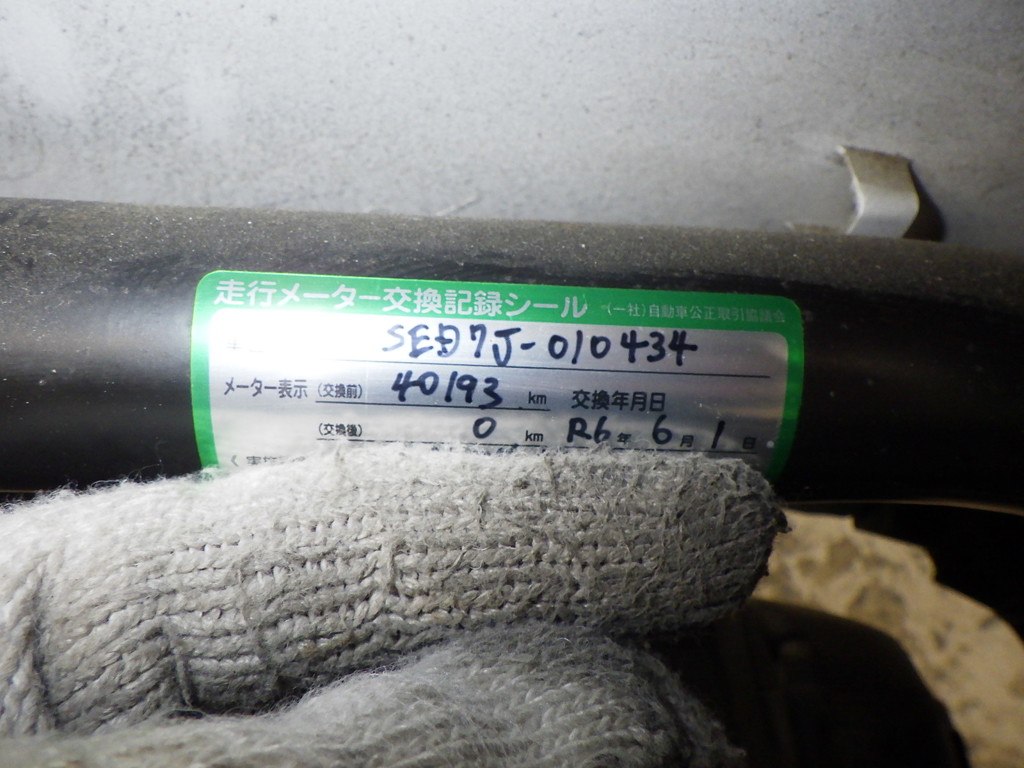 走行メーター交換記録シール (一社)自動車公正取引協議会
SED7J-010434
メーター表示 (交換前) 40193 km 交換年月日
(交換後) 0 km R6年 6月 1日